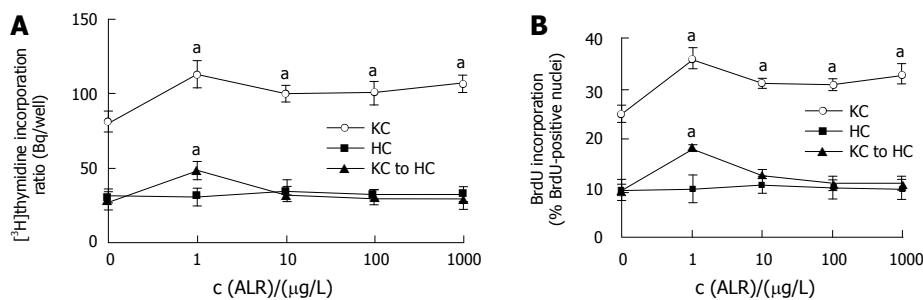 A
[³H]thymidine incorporation
ratio (Bq/well)
150
100
50
0
a
a
a
a
KC
HC
KC to HC
a
0
1
10
100
1000
c (ALR)/(μg/L)
B
BrdU incorporation
(% BrdU-positive nuclei)
40
30
20
10
0
a
a
a
a
KC
HC
KC to HC
a
0
1
10
100
1000
c (ALR)/(μg/L)